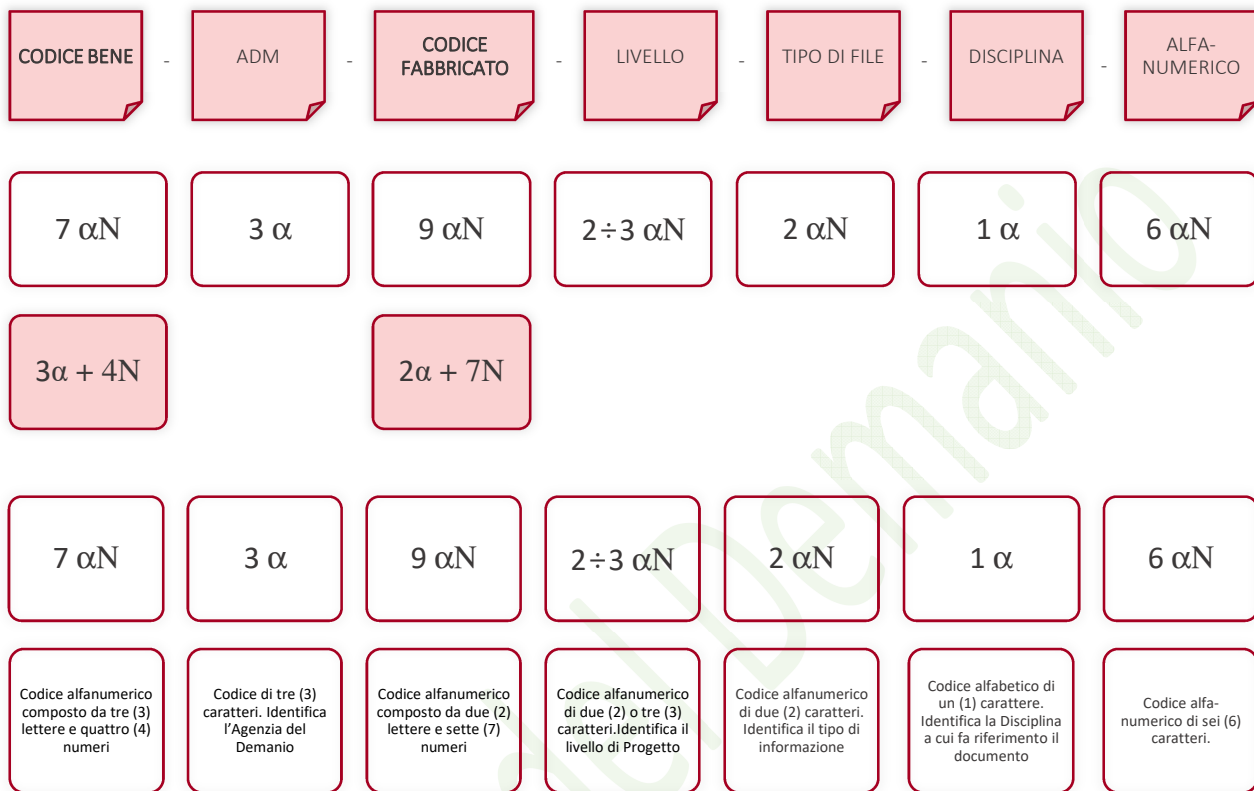 CODICE BENE - ADM - CODICE FABBRICATO - LIVELLO - TIPO DI FILE - DISCIPLINA - ALFA-NUMERICO
7 αN
3 α
9 αN
2÷3 αN
2 αN
1 α
6 αN
3α + 4N
2α + 7N
7 αN
3 α
9 αN
2÷3 αN
2 αN
1 α
6 αN
Codice alfanumerico
composto da tre (3)
lettere e quattro (4)
numeri
Codice di tre (3)
caratteri. Identifica
l'Agenzia del
Demanio
Codice alfanumerico
composto da due (2)
lettere e sette (7)
numeri
Codice alfanumerico
di due (2) o tre (3)
caratteri.Identifica il
livello di Progetto
Codice alfanumerico
di due (2) caratteri.
Identifica il tipo di
informazione
Codice alfabetico di
un (1) carattere.
Identifica la Disciplina
a cui fa riferimento il
documento
Codice alfa-
numerico di sei (6)
caratteri.
del Demanio